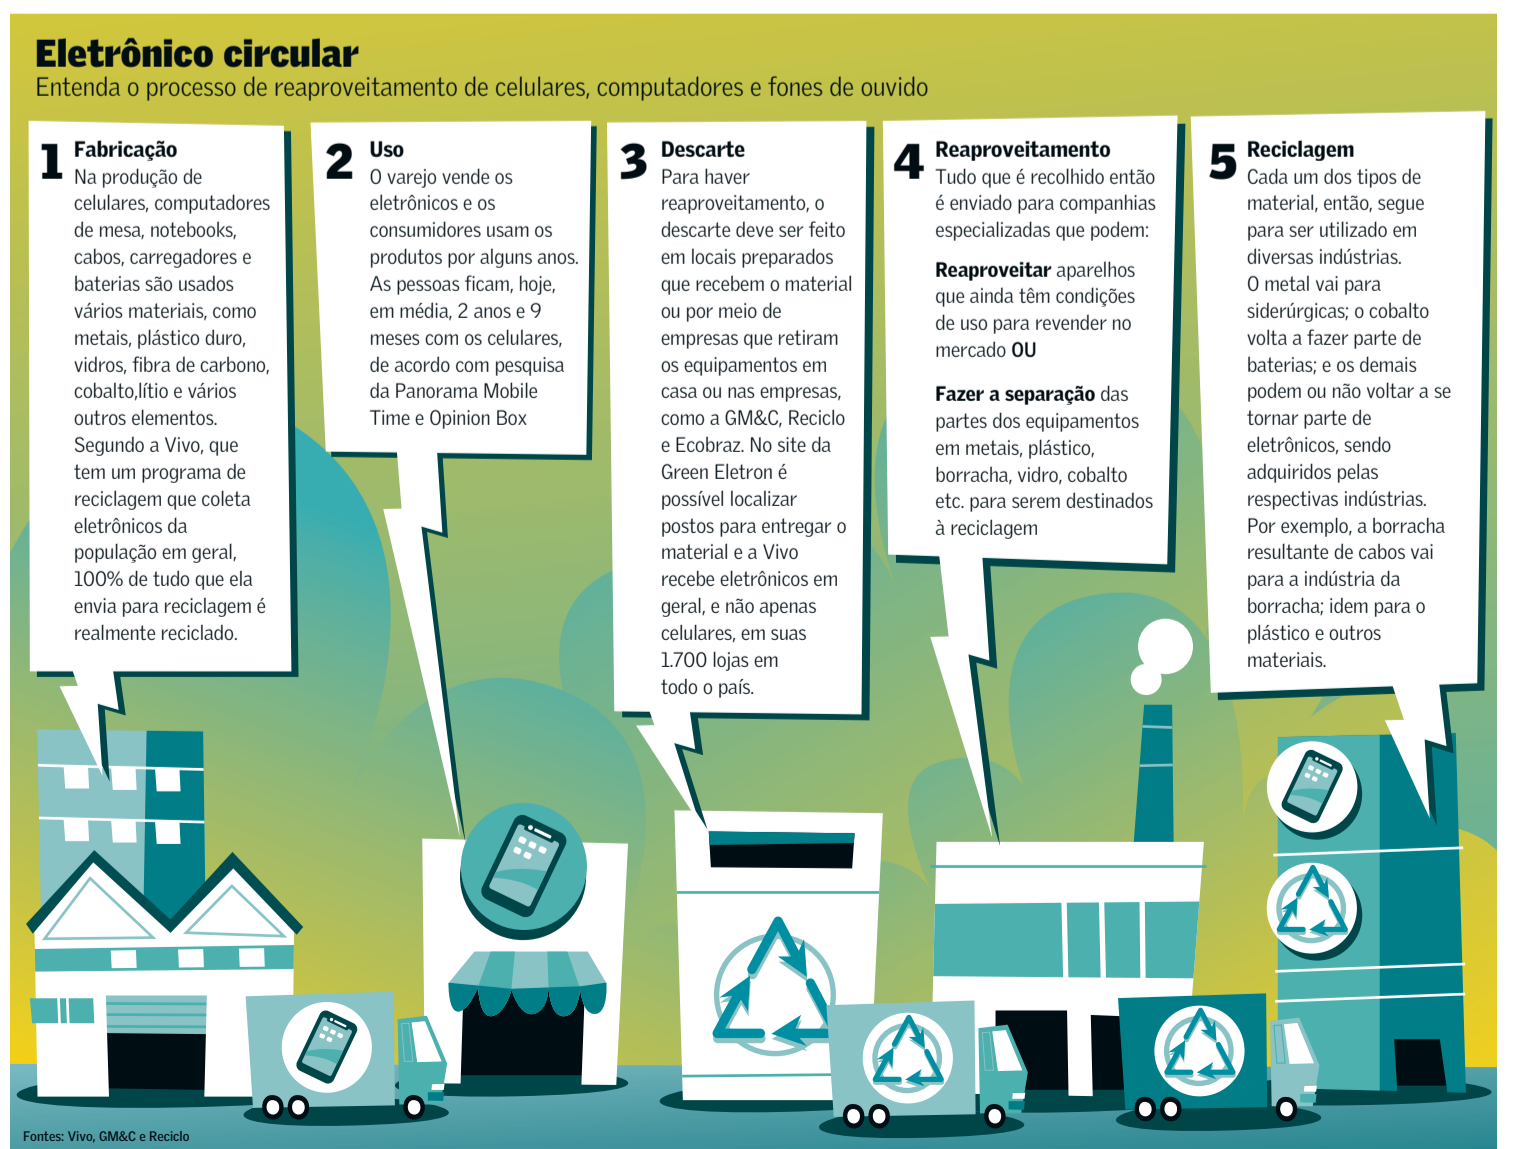 Eletrônico circular
Entenda o processo de reaproveitamento de celulares, computadores e fones de ouvido
1 Fabricação
Na produção de
celulares, computadores
de mesa, notebooks,
cabos, carregadores e
baterias são usados
vários materiais, como
metais, plástico duro,
vidros, fibra de carbono,
cobalto,lítio e vários
outros elementos.
Segundo a Vivo, que
tem um programa de
reciclagem que coleta
eletrônicos da
população em geral,
100% de tudo que ela
envia para reciclagem é
realmente reciclado.
2 Uso
O varejo vende os
eletrônicos e os
consumidores usam os
produtos por alguns anos.
As pessoas ficam, hoje,
em média, 2 anos e 9
meses com os celulares,
de acordo com pesquisa
da Panorama Mobile
Time e Opinion Box
3 Descarte
Para haver
reaproveitamento, o
descarte deve ser feito
em locais preparados
que recebem o material
ou por meio de
empresas que retiram
os equipamentos em
casa ou nas empresas,
como a GM&C, Reciclo
e Ecobraz. No site da
Green Eletron é
possível localizar
postos para entregar o
material e a Vivo
recebe eletrônicos em
geral, e não apenas
celulares, em suas
1.700 lojas em
todo o país.
4 Reaproveitamento
Tudo que é recolhido então
é enviado para companhias
especializadas que podem:
Reaproveitar aparelhos
que ainda têm condições
de uso para revender no
mercado OU
Fazer a separação das
partes dos equipamentos
em metais, plástico,
borracha, vidro, cobalto
etc. para serem destinados
à reciclagem
5 Reciclagem
Cada um dos tipos de
material, então, segue
para ser utilizado em
diversas indústrias.
O metal vai para
siderúrgicas; o cobalto
volta a fazer parte de
baterias; e os demais
podem ou não voltar a se
tornar parte de
eletrônicos, sendo
adquiridos pelas
respectivas indústrias.
Por exemplo, a borracha
resultante de cabos vai
para a indústria da
borracha; idem para o
plástico e outros
materiais.
Fontes: Vivo, GM&C e Reciclo